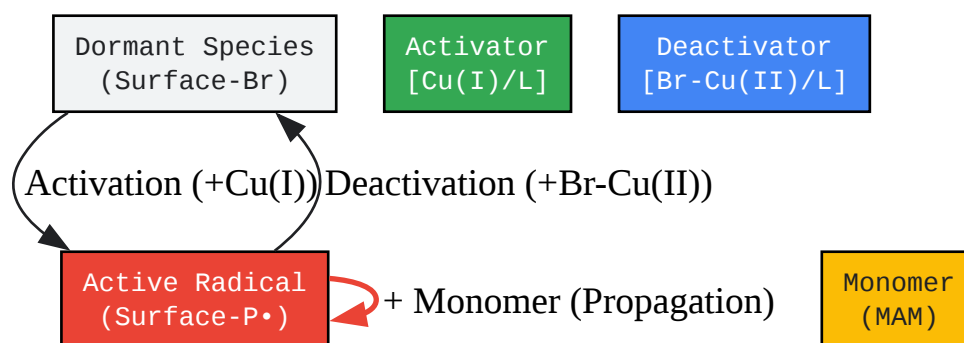 Dormant Species
(Surface-Br)
Activator
[Cu(I)/L]
Deactivator
[Br-Cu(II)/L]
Activation (+Cu(I))
Deactivation (+Br-Cu(II))
Active Radical
(Surface-P•)
+ Monomer (Propagation)
Monomer
(MAM)